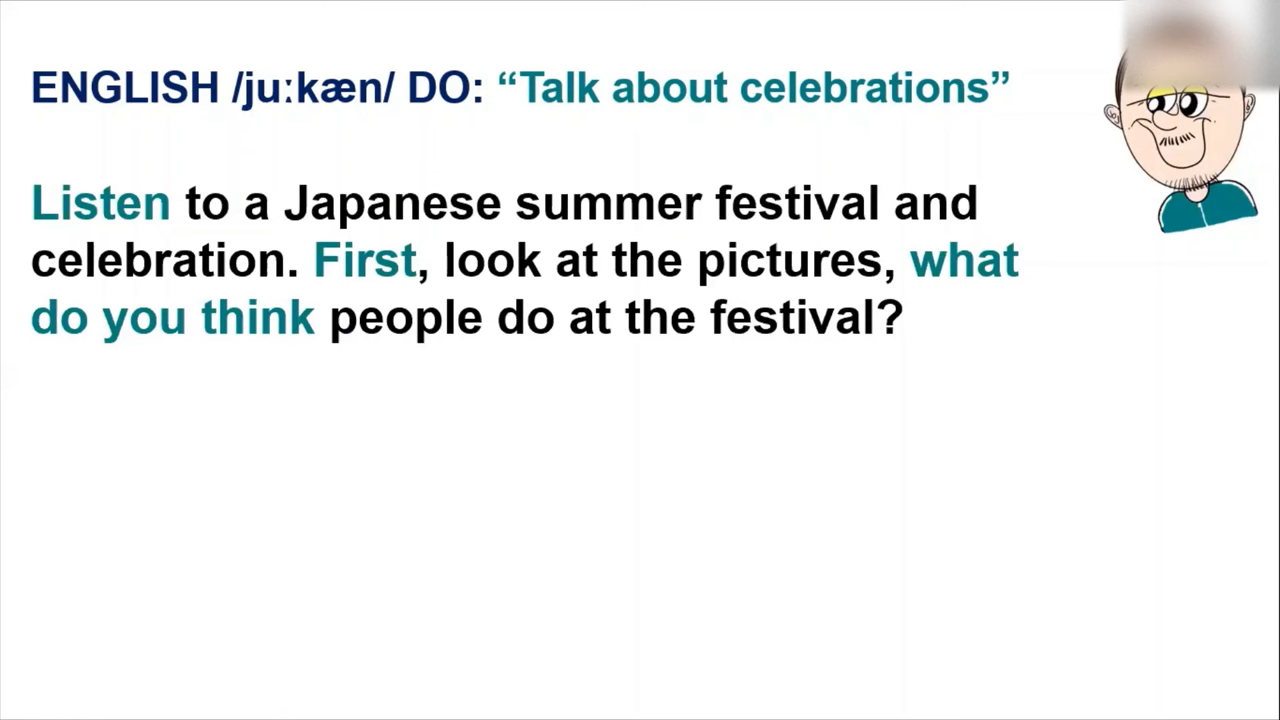 ENGLISH /juːkæn/ DO: “Talk about celebrations”
Listen to a Japanese summer festival and
celebration. First, look at the pictures, what
do you think people do at the festival?